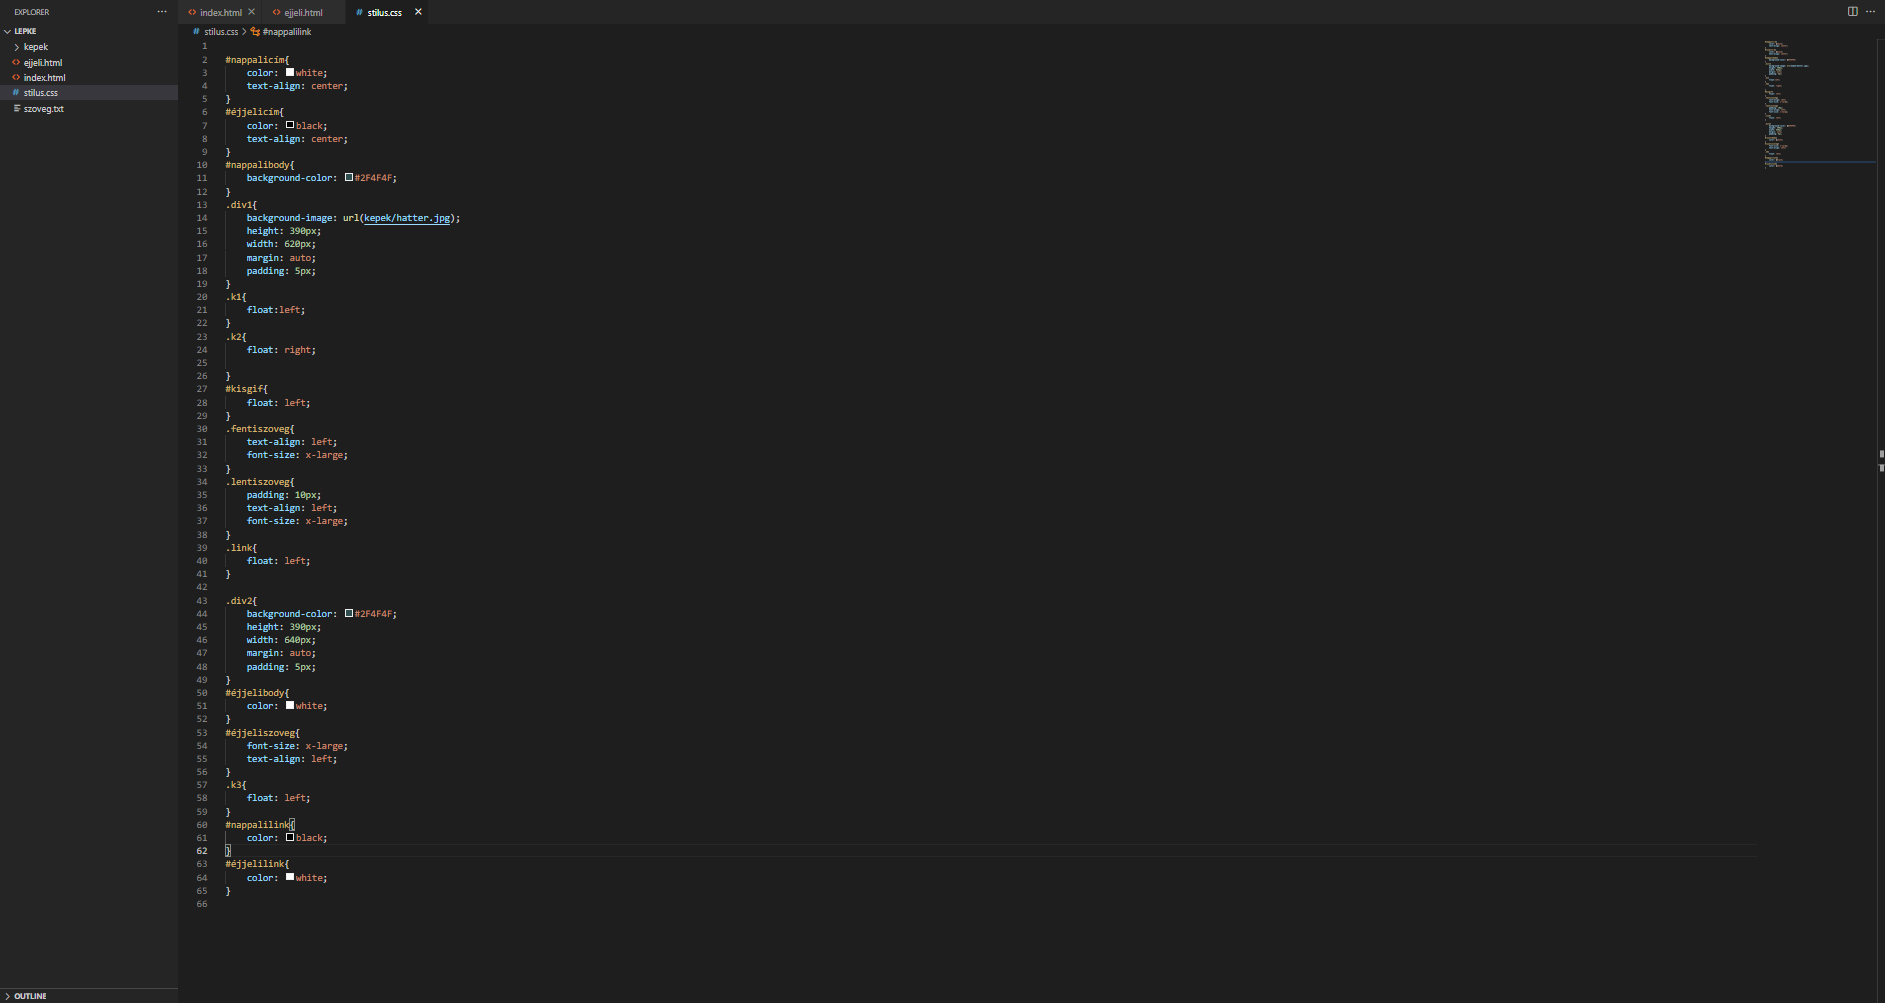 EXPLORER
LEPKE
kepek
ejjeli.html
index.html
stilus.css
szoveg.txt
OUTLINE
index.html
ejjeli.html
stilus.css
stilus.css > #nappalilink
1
2 #nappalicím{
3 color: white;
4 text-align: center;
5 }
6 #éjjelicím{
7 color: black;
8 text-align: center;
9 }
10 #nappalibody{
11 background-color: #2F4F4F;
12 }
13 .div1{
14 background-image: url(kepek/hatter.jpg);
15 height: 390px;
16 width: 620px;
17 margin: auto;
18 padding: 5px;
19 }
20 .k1{
21 float:left;
22 }
23 .k2{
24 float: right;
25
26 }
27 #kisgif{
28 float: left;
29 }
30 .fentiszoveg{
31 text-align: left;
32 font-size: x-large;
33 }
34 .lentiszoveg{
35 padding: 10px;
36 text-align: left;
37 font-size: x-large;
38 }
39 .link{
40 float: left;
41 }
42
43 .div2{
44 background-color: #2F4F4F;
45 height: 390px;
46 width: 640px;
47 margin: auto;
48 padding: 5px;
49 }
50 #éjjelibody{
51 color: white;
52 }
53 #éjjeliszoveg{
54 font-size: x-large;
55 text-align: left;
56 }
57 .k3{
58 float: left;
59 }
60 #nappalilink{
61 color: black;
62 }
63 #éjjelilink{
64 color: white;
65 }
66